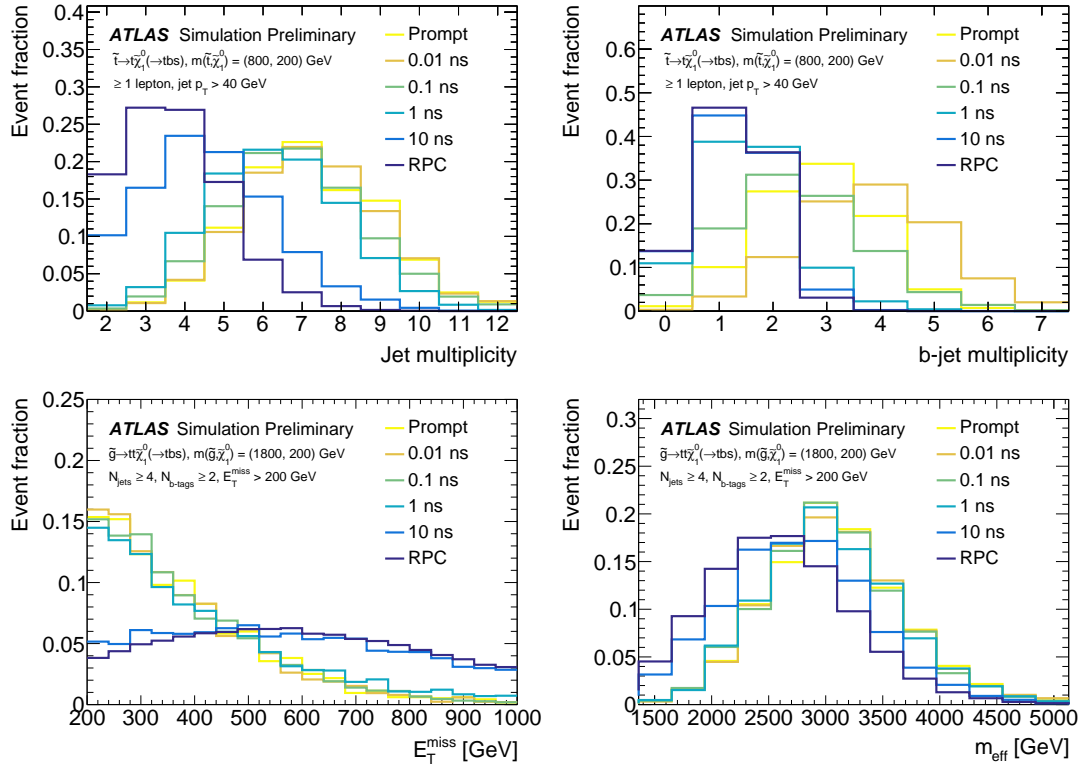 Event fraction
0.4
0.35
0.3
0.25
0.2
0.15
0.1
0.05
0
ATLAS Simulation Preliminary
t̃→tχ̃₁⁰(→tbs), m(t̃,χ̃₁⁰) = (800, 200) GeV
≥ 1 lepton, jet p_T > 40 GeV
Prompt
0.01 ns
0.1 ns
1 ns
10 ns
RPC
2 3 4 5 6 7 8 9 10 11 12
Jet multiplicity
Event fraction
0.6
0.5
0.4
0.3
0.2
0.1
0
ATLAS Simulation Preliminary
t̃→tχ̃₁⁰(→tbs), m(t̃,χ̃₁⁰) = (800, 200) GeV
≥ 1 lepton, jet p_T > 40 GeV
Prompt
0.01 ns
0.1 ns
1 ns
10 ns
RPC
0 1 2 3 4 5 6 7
b-jet multiplicity
Event fraction
0.25
0.2
0.15
0.1
0.05
0
ATLAS Simulation Preliminary
g̃→ttχ̃₁⁰(→tbs), m(g̃,χ̃₁⁰) = (1800, 200) GeV
N_jets ≥ 4, N_b-tags ≥ 2, E_T^miss > 200 GeV
Prompt
0.01 ns
0.1 ns
1 ns
10 ns
RPC
200 300 400 500 600 700 800 900 1000
E_T^miss [GeV]
Event fraction
0.3
0.25
0.2
0.15
0.1
0.05
0
ATLAS Simulation Preliminary
g̃→ttχ̃₁⁰(→tbs), m(g̃,χ̃₁⁰) = (1800, 200) GeV
N_jets ≥ 4, N_b-tags ≥ 2, E_T^miss > 200 GeV
Prompt
0.01 ns
0.1 ns
1 ns
10 ns
RPC
1500 2000 2500 3000 3500 4000 4500 5000
m_eff [GeV]